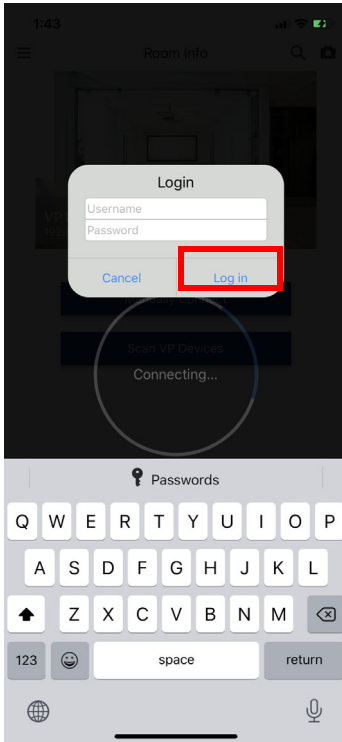 1:43
Room Info
Login
Username
Password
Cancel
Log in
Scan VP Devices
Connecting...
Passwords
Q W E R T Y U I O P
A S D F G H J K L
Z X C V B N M
123
space
return